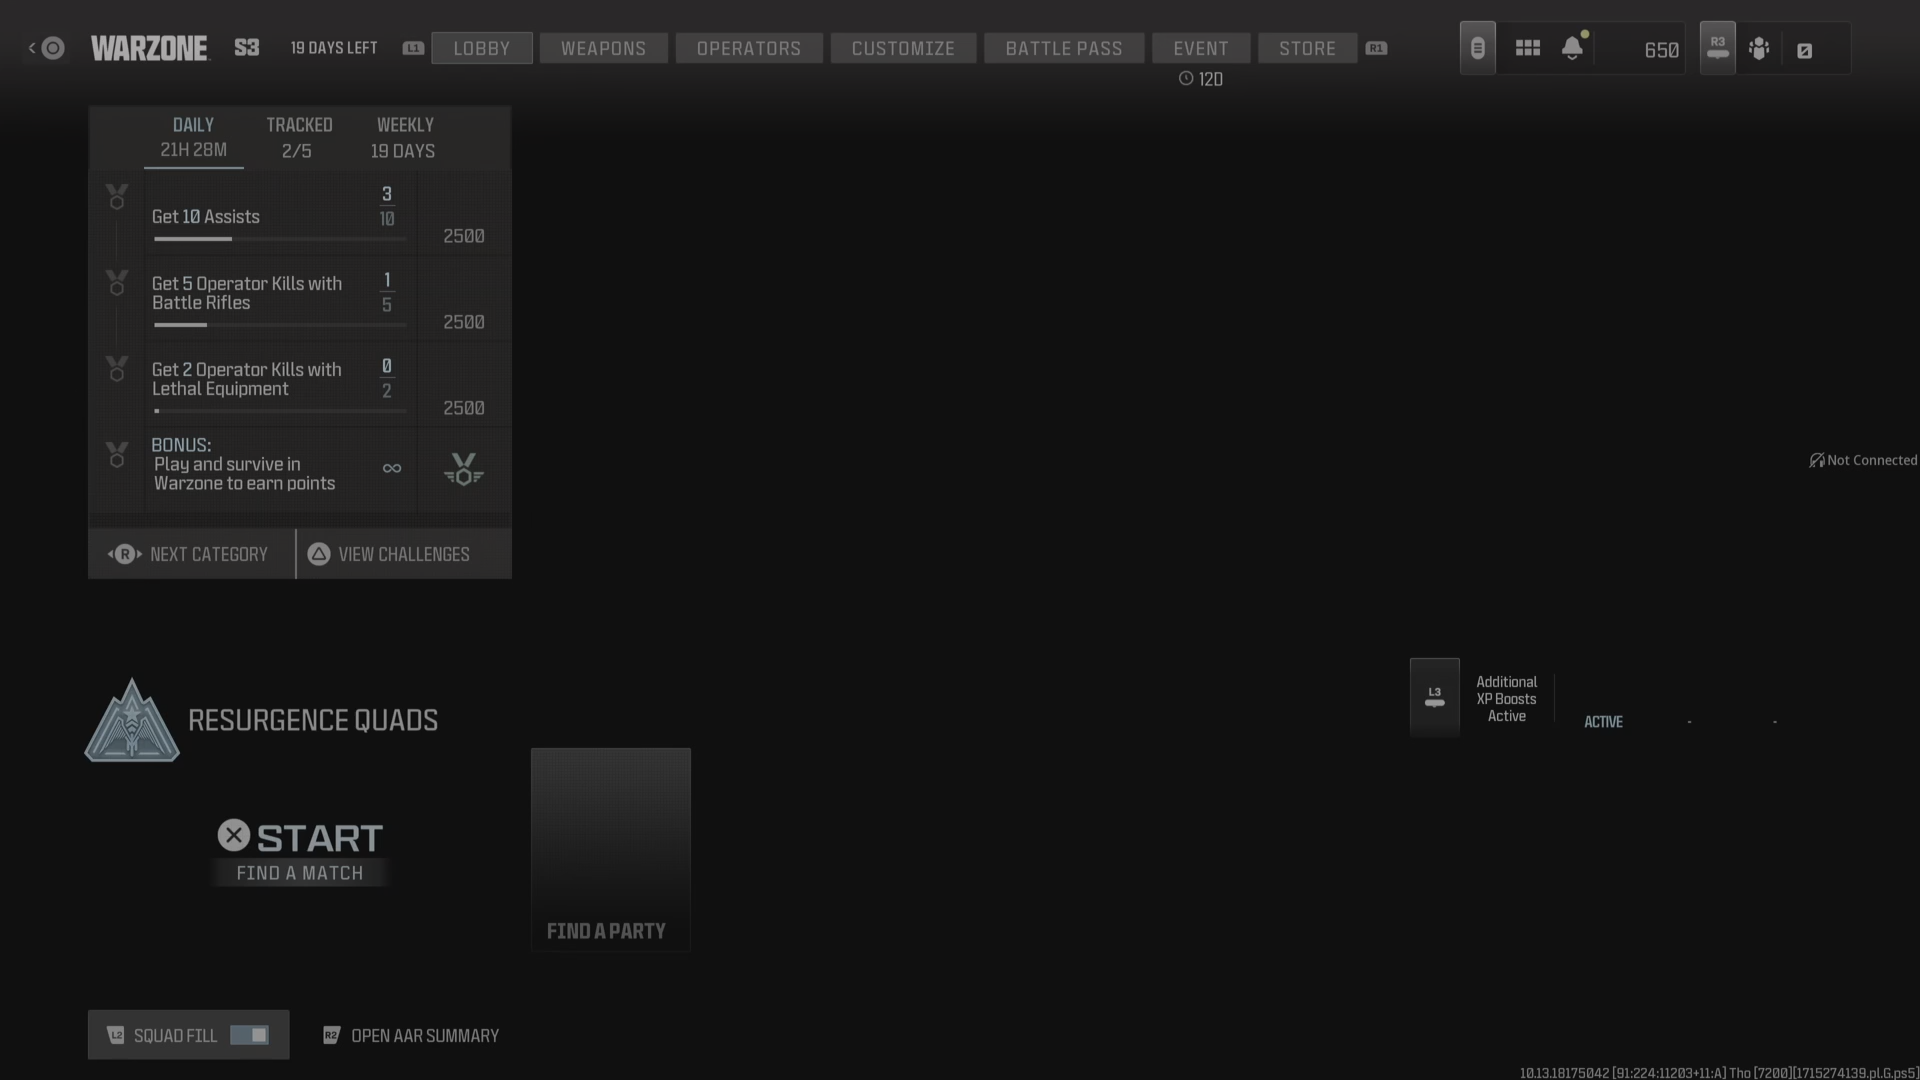 WARZONE S3 19 DAYS LEFT L1 LOBBY WEAPONS OPERATORS CUSTOMIZE BATTLE PASS EVENT STORE R1 650 R3 0
12D
DAILY TRACKED WEEKLY
21H 28M 2/5 19 DAYS
Get 10 Assists
3
10
2500
Get 5 Operator Kills with
Battle Rifles
1
5
2500
Get 2 Operator Kills with
Lethal Equipment
0
2
2500
BONUS:
Play and survive in
Warzone to earn points
∞
R NEXT CATEGORY VIEW CHALLENGES
Not Connected
RESURGENCE QUADS
L3
Additional
XP Boosts
Active
ACTIVE - -
START
FIND A MATCH
FIND A PARTY
L2 SQUAD FILL R2 OPEN AAR SUMMARY
10.13.18175042 [91:224:11203+11:A] Tho [7200][1715274139.pl.G.ps5]